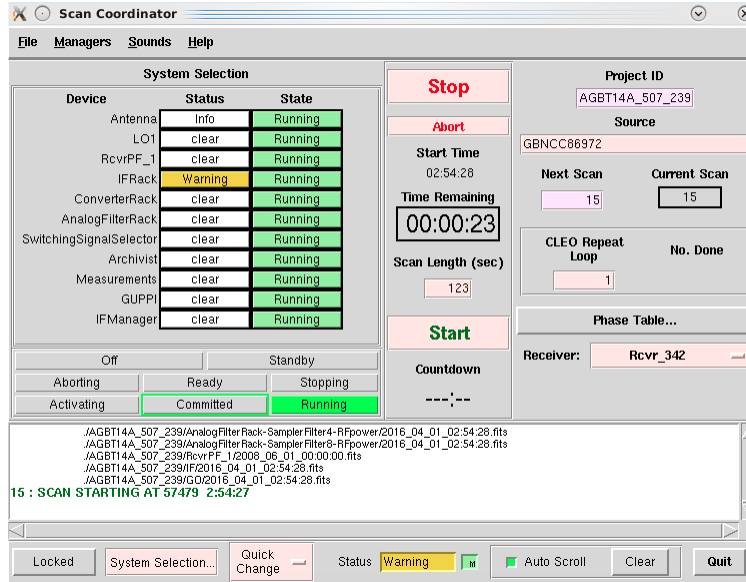 Scan Coordinator
File Managers Sounds Help
System Selection
Device Status State
Antenna Info Running
LO1 clear Running
RcvrPF_1 clear Running
IFRack Warning Running
ConverterRack clear Running
AnalogFilterRack clear Running
SwitchingSignalSelector clear Running
Archivist clear Running
Measurements clear Running
GUPPI clear Running
IFManager clear Running
Off Standby
Aborting Ready Stopping
Activating Committed Running
Stop
Abort
Start Time
02:54:28
Time Remaining
00:00:23
Scan Length (sec)
123
Start
Countdown
---:--
Project ID
AGBT14A_507_239
Source
GBNCC86972
Next Scan Current Scan
15 15
CLEO Repeat
Loop
No. Done
1
Phase Table...
Receiver: Rcvr_342
./AGBT14A_507_239/AnalogFilterRack-SamplerFilter4-RFpower/2016_04_01_02:54:28.fits
./AGBT14A_507_239/AnalogFilterRack-SamplerFilter8-RFpower/2016_04_01_02:54:28.fits
./AGBT14A_507_239/RcvrPF_1/2008_06_01_00:00:00.fits
./AGBT14A_507_239/IF/2016_04_01_02:54:28.fits
./AGBT14A_507_239/GO/2016_04_01_02:54:28.fits
15 : SCAN STARTING AT 57479 2:54:27
Locked System Selection... Quick
Change
Status Warning M Auto Scroll Clear Quit